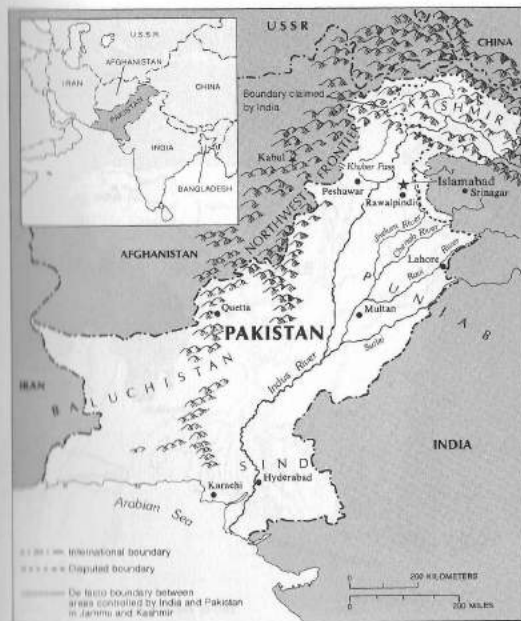 U.S.S.R.
AFGHANISTAN
IRAN
CHINA
PAKISTAN
INDIA
BANGLADESH
USSR
CHINA
Boundary claimed
by India
KASHMIR
Kabul
NORTHWEST FRONTIER
Khyber Pass
Peshawar
Islamabad
Rawalpindi
Srinagar
AFGHANISTAN
Jhelum River
Chenab River
Lahore
Ravi River
PUNJAB
Quetta
Multan
PAKISTAN
Sutlej
Indus River
IRAN
BALUCHISTAN
INDIA
SIND
Karachi
Hyderabad
Arabian Sea
International boundary
Disputed boundary
De facto boundary between
areas controlled by India and Pakistan
in Jammu and Kashmir
0 200 KILOMETERS
0 200 MILES